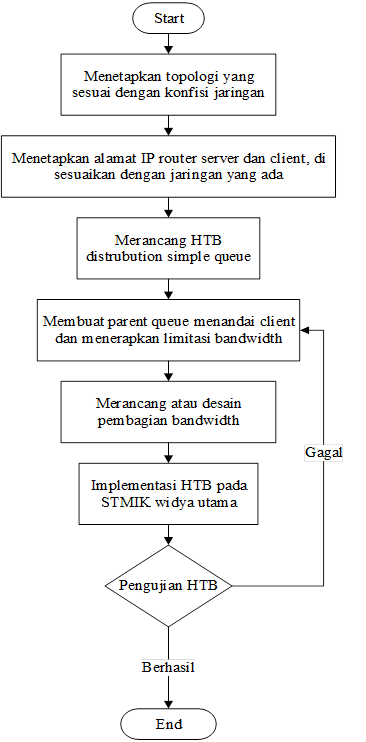 Start
Menetapkan topologi yang
sesuai dengan konfisi jaringan
Menetapkan alamat IP router server dan client, di
sesuaikan dengan jaringan yang ada
Merancang HTB
distrubution simple queue
Membuat parent queue menandai client
dan menerapkan limitasi bandwidth
Merancang atau desain
pembagian bandwidth
Gagal
Implementasi HTB pada
STMIK widya utama
Pengujian HTB
Berhasil
End